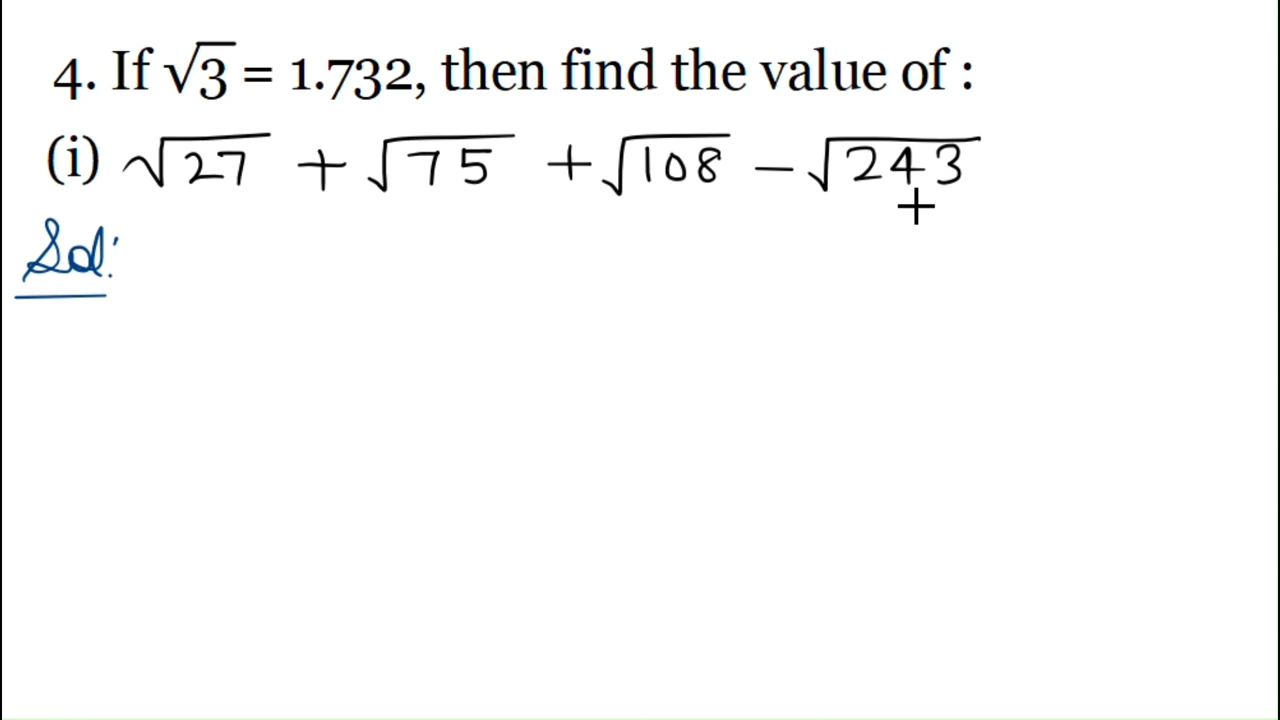 4. If √3 = 1.732, then find the value of :
(i) √27 + √75 + √108 − √243
Sol: